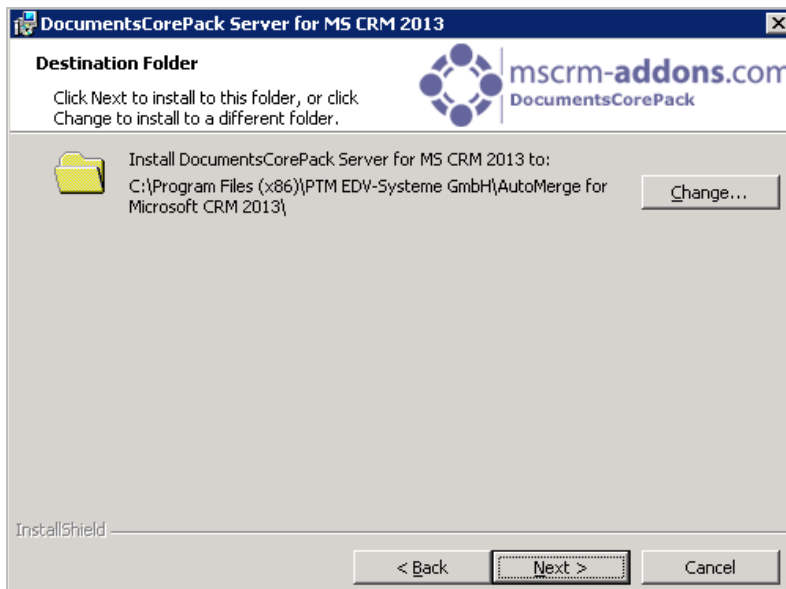 DocumentsCorePack Server for MS CRM 2013
Destination Folder
Click Next to install to this folder, or click
Change to install to a different folder.
mscrm-addons.com
DocumentsCorePack
Install DocumentsCorePack Server for MS CRM 2013 to:
C:\Program Files (x86)\PTM EDV-Systeme GmbH\AutoMerge for
Microsoft CRM 2013\
Change...
InstallShield
< Back
Next >
Cancel